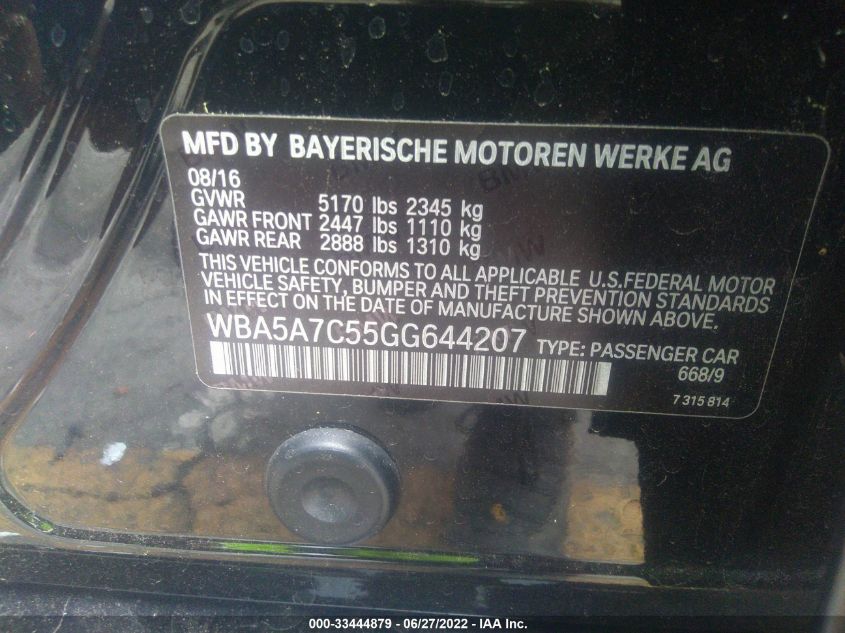 MFD BY BAYERISCHE MOTOREN WERKE AG
08/16
GVWR 5170 lbs 2345 kg
GAWR FRONT 2447 lbs 1110 kg
GAWR REAR 2888 lbs 1310 kg
THIS VEHICLE CONFORMS TO ALL APPLICABLE U.S.FEDERAL MOTOR
VEHICLE SAFETY, BUMPER AND THEFT PREVENTION STANDARDS
IN EFFECT ON THE DATE OF MANUFACTURE SHOWN ABOVE.
WBA5A7C55GG644207 TYPE: PASSENGER CAR
668/9
7 315 814
000-33444879 - 06/27/2022 - IAA Inc.